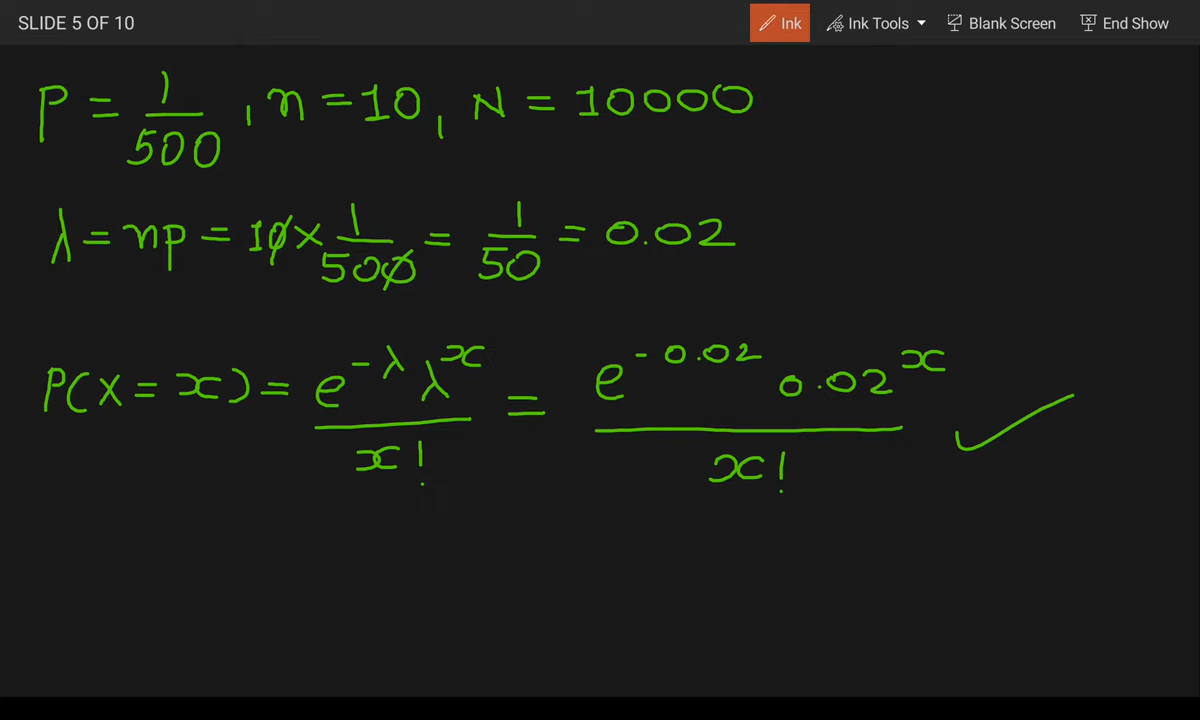 SLIDE 5 OF 10 Ink Ink Tools Blank Screen End Show
P = 1/500, n = 10, N = 10000
λ = np = 10 × 1/500 = 1/50 = 0.02
P(X = x) = e^-λ λ^x / x! = e^-0.02 0.02^x / x! ✓